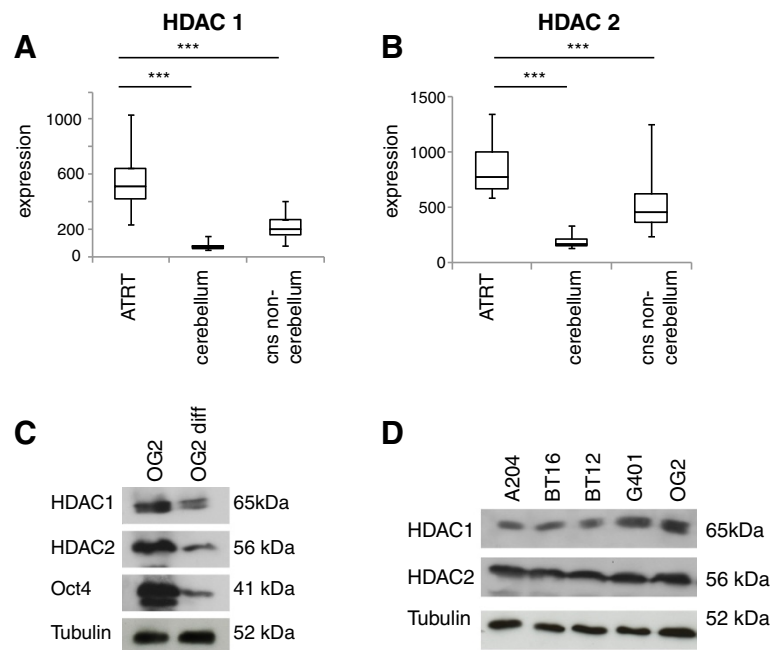 HDAC 1
HDAC 2
A
***
***
expression
1000
600
200
0
ATRT
cerebellum
cns non-
cerebellum
B
***
***
expression
1500
1000
500
0
ATRT
cerebellum
cns non-
cerebellum
C
OG2
OG2 diff
HDAC1
65kDa
HDAC2
56 kDa
Oct4
41 kDa
Tubulin
52 kDa
D
A204
BT16
BT12
G401
OG2
HDAC1
65kDa
HDAC2
56 kDa
Tubulin
52 kDa